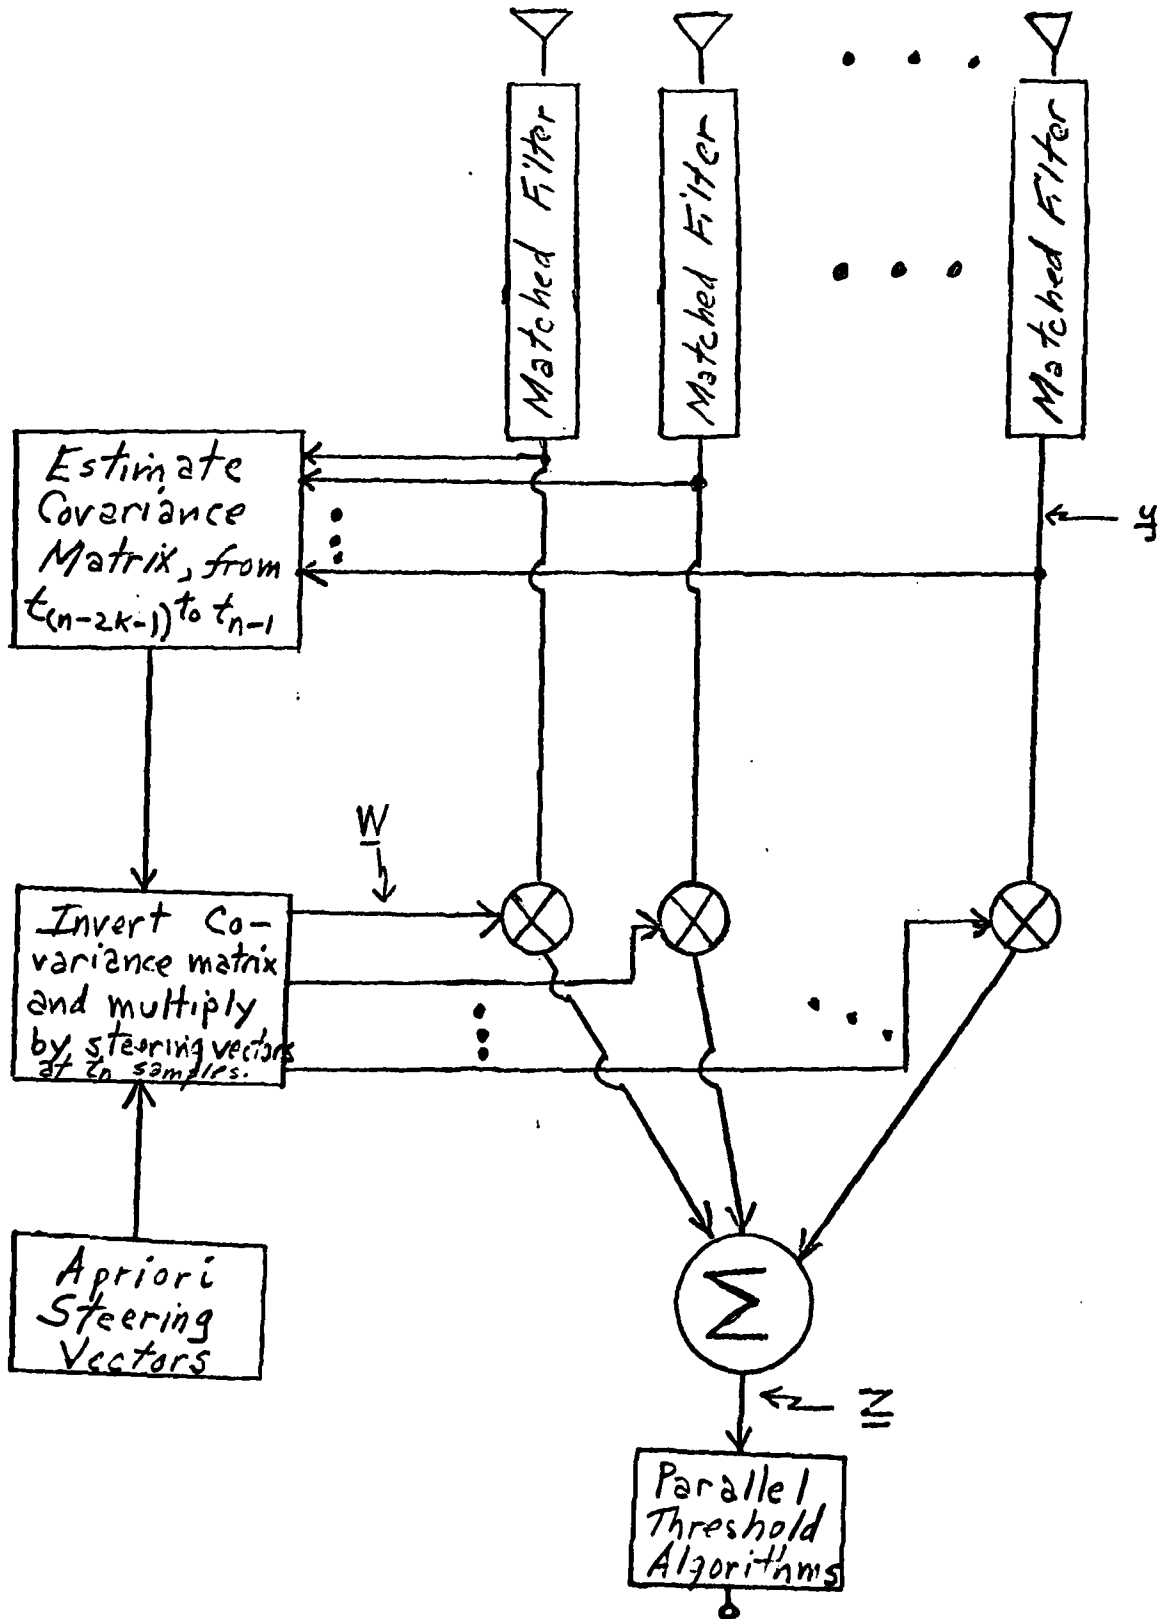 Matched Filter
Matched Filter
Matched Filter
Estimate
Covariance
Matrix, from
t(n-2k-1) to tn-1
y
W
Invert Co-
variance matrix
and multiply
by steering vectors
at tn samples.
Apriori
Steering
Vectors
Σ
Z
Parallel
Threshold
Algorithms